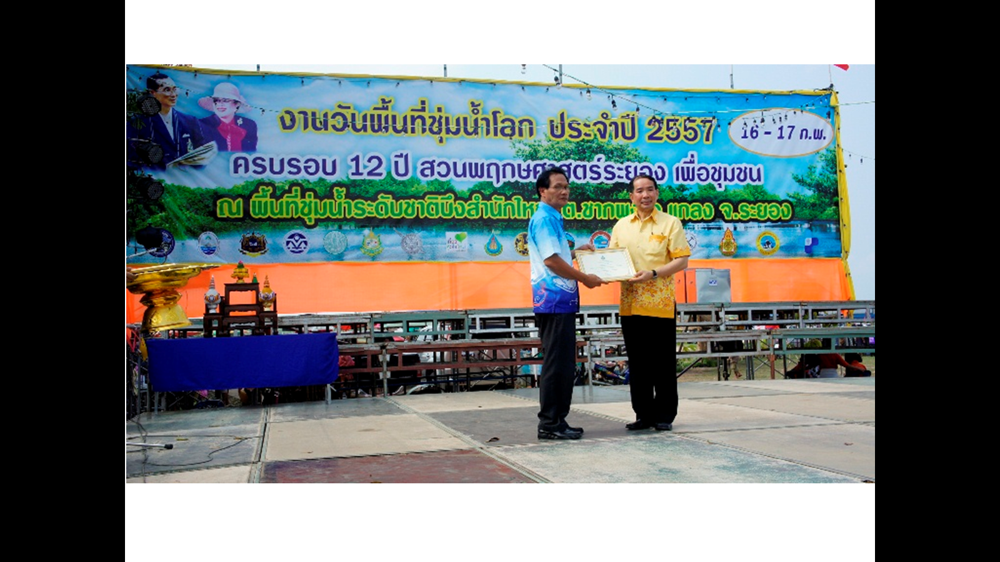 งานวันพื้นที่ชุ่มน้ำโลก ประจำปี 2557
16 - 17 ก.พ.
ครบรอบ 12 ปี สวนพฤกษศาสตร์ระยอง เพื่อชุมชน
ณ พื้นที่ชุ่มน้ำระดับชาติบึงสำนักใหญ่ ต.ชากพง แกลง จ.ระยอง